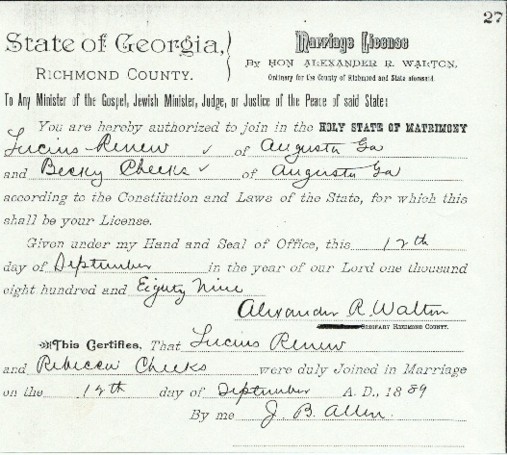 27
State of Georgia,
RICHMOND COUNTY.
Marriage License
By HON ALEXANDER R. WALTON,
Ordinary for the County of Richmond and State aforesaid.
To Any Minister of the Gospel, Jewish Minister, Judge, or Justice of the Peace of said State:
You are hereby authorized to join in the HOLY STATE OF MATRIMONY
Lucius Renew ✓ of Augusta Ga
and Becky Cheeks ✓ of Augusta Ga
according to the Constitution and Laws of the State, for which this
shall be your License.
Given under my Hand and Seal of Office, this 12th
day of September in the year of our Lord one thousand
eight hundred and Eighty Nine
Alexander R. Walton
ORDINARY RICHMOND COUNTY.
This Certifies, That Lucius Renew
and Rebecca Cheeks were duly Joined in Marriage
on the 12th day of September A. D., 1889
By me J. B. Allen.